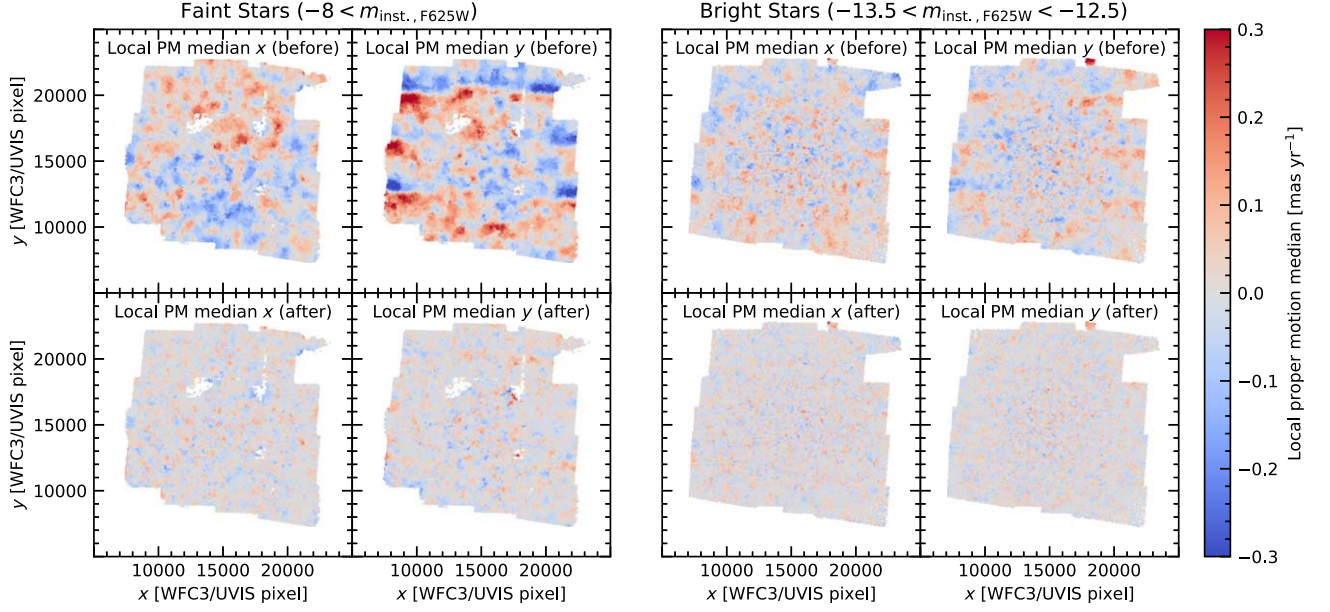 Faint Stars (−8 < m_inst., F625W)
Bright Stars (−13.5 < m_inst., F625W < −12.5)
Local PM median x (before)
Local PM median y (before)
Local PM median x (before)
Local PM median y (before)
0.3
20000
0.2
15000
0.1
10000
y [WFC3/UVIS pixel]
0.0
Local PM median x (after)
Local PM median y (after)
Local PM median x (after)
Local PM median y (after)
20000
−0.1
15000
−0.2
10000
y [WFC3/UVIS pixel]
−0.3
Local proper motion median [mas yr⁻¹]
10000 15000 20000
10000 15000 20000
10000 15000 20000
10000 15000 20000
x [WFC3/UVIS pixel]
x [WFC3/UVIS pixel]
x [WFC3/UVIS pixel]
x [WFC3/UVIS pixel]